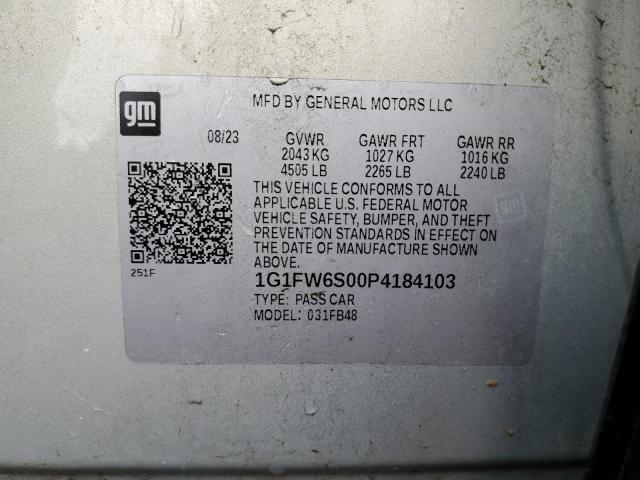 gm
MFD BY GENERAL MOTORS LLC
08/23 GVWR GAWR FRT GAWR RR
2043 KG 1027 KG 1016 KG
4505 LB 2265 LB 2240 LB
THIS VEHICLE CONFORMS TO ALL
APPLICABLE U.S. FEDERAL MOTOR
VEHICLE SAFETY, BUMPER, AND THEFT
PREVENTION STANDARDS IN EFFECT ON
THE DATE OF MANUFACTURE SHOWN
ABOVE.
251F
1G1FW6S00P4184103
TYPE: PASS CAR
MODEL: 031FB48
gm